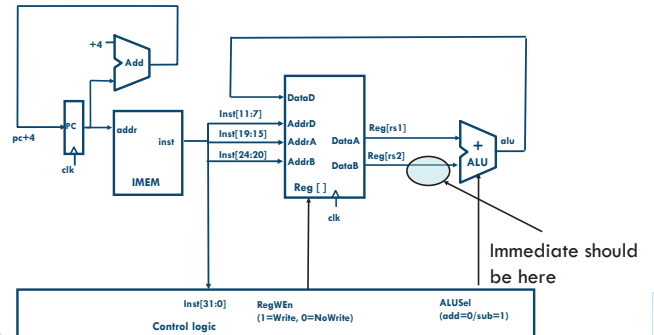 +4
Add
pc+4
PC
clk
addr
inst
IMEM
Inst[11:7]
Inst[19:15]
Inst[24:20]
DataD
AddrD
AddrA
AddrB
DataA
DataB
Reg [ ]
clk
Reg[rs1]
Reg[rs2]
+
ALU
alu
Immediate should
be here
Inst[31:0]
Control logic
RegWEn
(1=Write, 0=NoWrite)
ALUSel
(add=0/sub=1)